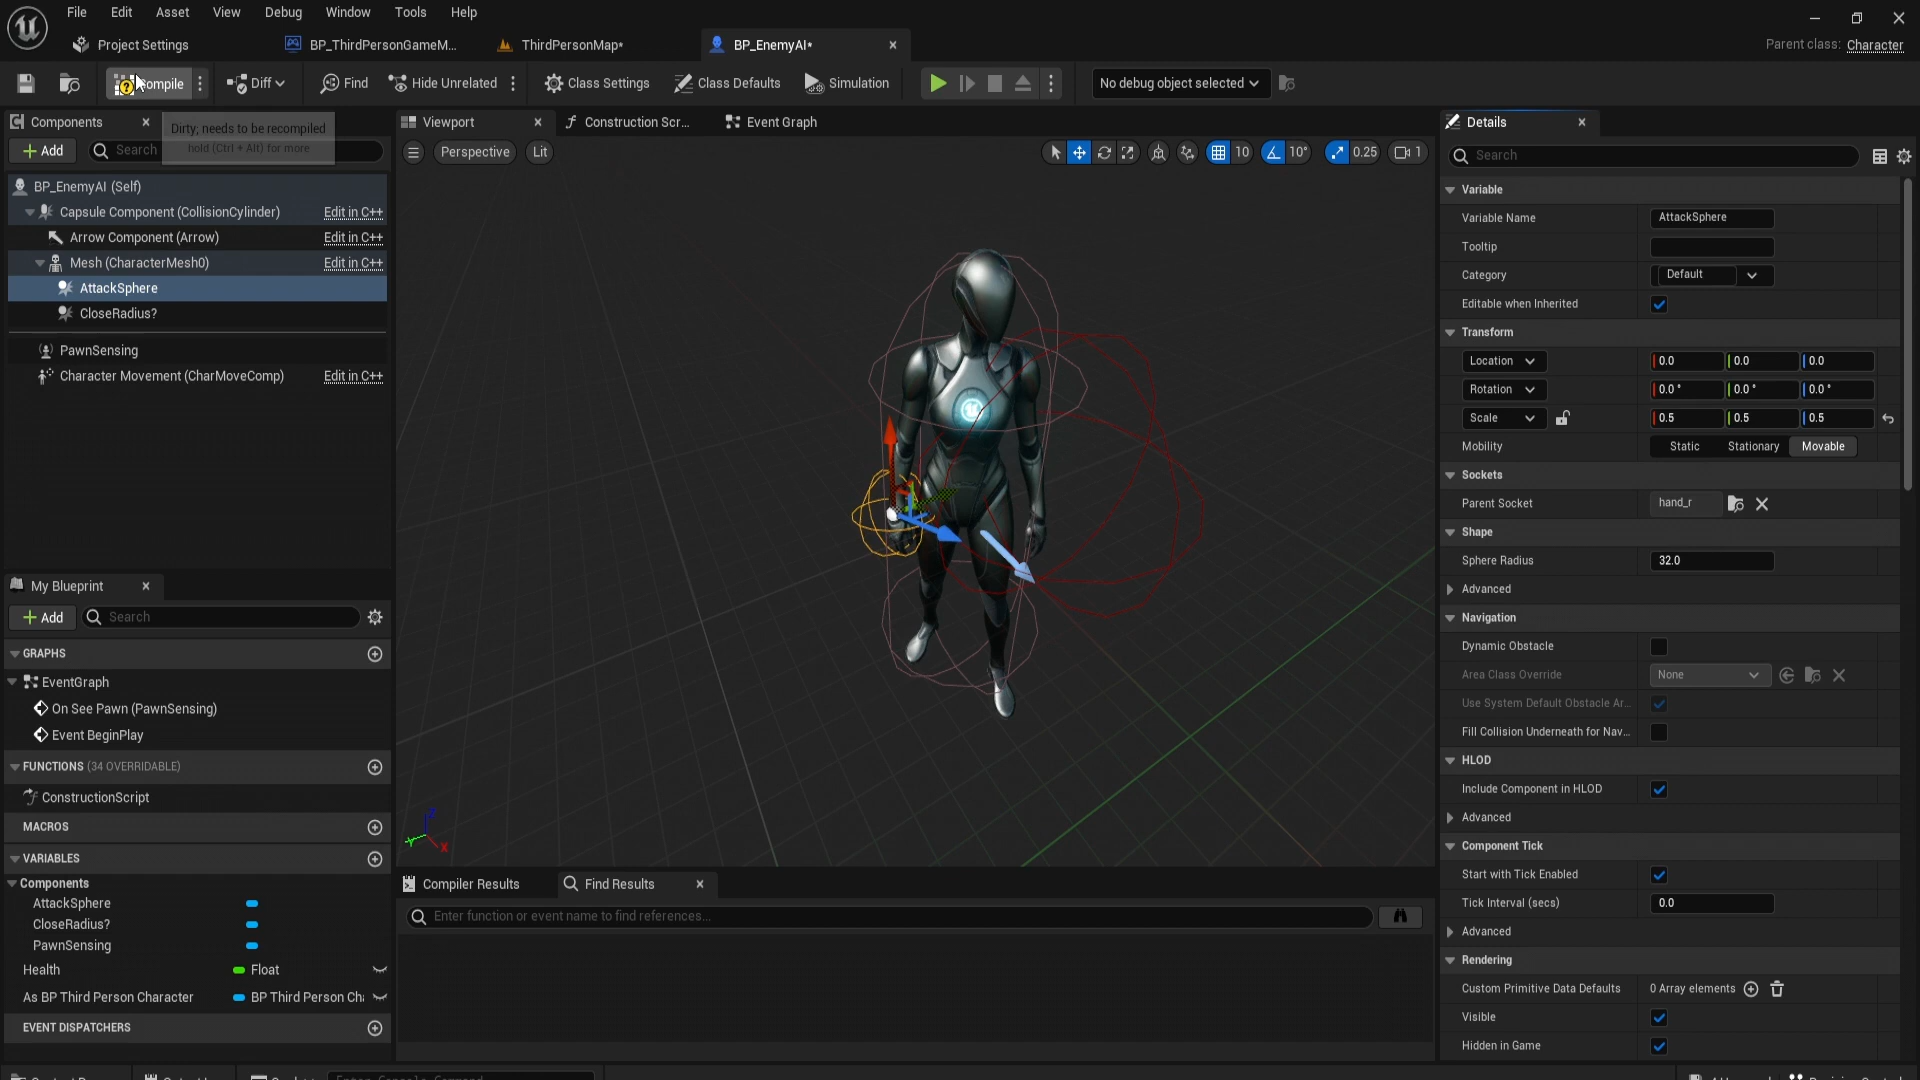 File Edit Asset View Debug Window Tools Help
Project Settings BP_ThirdPersonGameM... ThirdPersonMap* BP_EnemyAI* Parent class: Character
Compile Diff Find Hide Unrelated Class Settings Class Defaults Simulation No debug object selected
Components
Dirty; needs to be recompiled
hold (Ctrl + Alt) for more
Add Search
BP_EnemyAI (Self)
Capsule Component (CollisionCylinder) Edit in C++
Arrow Component (Arrow) Edit in C++
Mesh (CharacterMesh0) Edit in C++
AttackSphere
CloseRadius?
PawnSensing
Character Movement (CharMoveComp) Edit in C++
My Blueprint
Add Search
GRAPHS
EventGraph
On See Pawn (PawnSensing)
Event BeginPlay
FUNCTIONS (34 OVERRIDABLE)
ConstructionScript
MACROS
VARIABLES
Components
AttackSphere
CloseRadius?
PawnSensing
Health Float
As BP Third Person Character BP Third Person Cha
EVENT DISPATCHERS
Viewport Construction Scr... Event Graph
Perspective Lit 10 10° 0.25 1
Z
Y
X
Compiler Results Find Results
Enter function or event name to find references...
Details
Search
Variable
Variable Name AttackSphere
Tooltip
Category Default
Editable when Inherited
Transform
Location 0.0 0.0 0.0
Rotation 0.0 ° 0.0 ° 0.0 °
Scale 0.5 0.5 0.5
Mobility Static Stationary Movable
Sockets
Parent Socket hand_r
Shape
Sphere Radius 32.0
Advanced
Navigation
Dynamic Obstacle
Area Class Override None
Use System Default Obstacle Ar...
Fill Collision Underneath for Nav...
HLOD
Include Component in HLOD
Advanced
Component Tick
Start with Tick Enabled
Tick Interval (secs) 0.0
Advanced
Rendering
Custom Primitive Data Defaults 0 Array elements
Visible
Hidden in Game
Enter Console Command